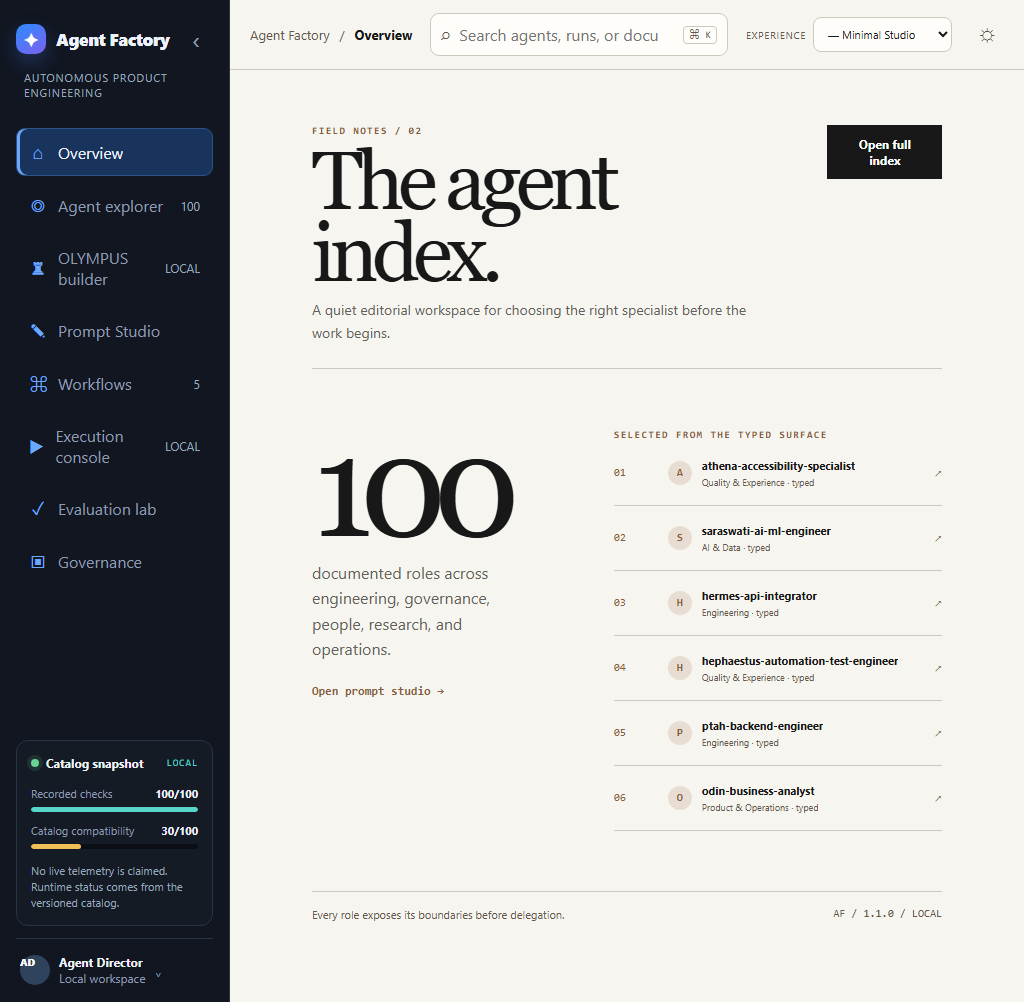 Agent Factory
AUTONOMOUS PRODUCT
ENGINEERING
Overview
Agent explorer 100
OLYMPUS
builder LOCAL
Prompt Studio
Workflows 5
Execution
console LOCAL
Evaluation lab
Governance
Catalog snapshot LOCAL
Recorded checks 100/100
Catalog compatibility 30/100
No live telemetry is claimed.
Runtime status comes from the
versioned catalog.
AD
Agent Director
Local workspace
Agent Factory / Overview
Search agents, runs, or docu ⌘ K
EXPERIENCE
— Minimal Studio
FIELD NOTES / 02
The agent
index.
A quiet editorial workspace for choosing the right specialist before the
work begins.
Open full
index
100
documented roles across
engineering, governance,
people, research, and
operations.
Open prompt studio →
SELECTED FROM THE TYPED SURFACE
01 A athena-accessibility-specialist ↗
Quality & Experience · typed
02 S saraswati-ai-ml-engineer ↗
AI & Data · typed
03 H hermes-api-integrator ↗
Engineering · typed
04 H hephaestus-automation-test-engineer ↗
Quality & Experience · typed
05 P ptah-backend-engineer ↗
Engineering · typed
06 O odin-business-analyst ↗
Product & Operations · typed
Every role exposes its boundaries before delegation.
AF / 1.1.0 / LOCAL